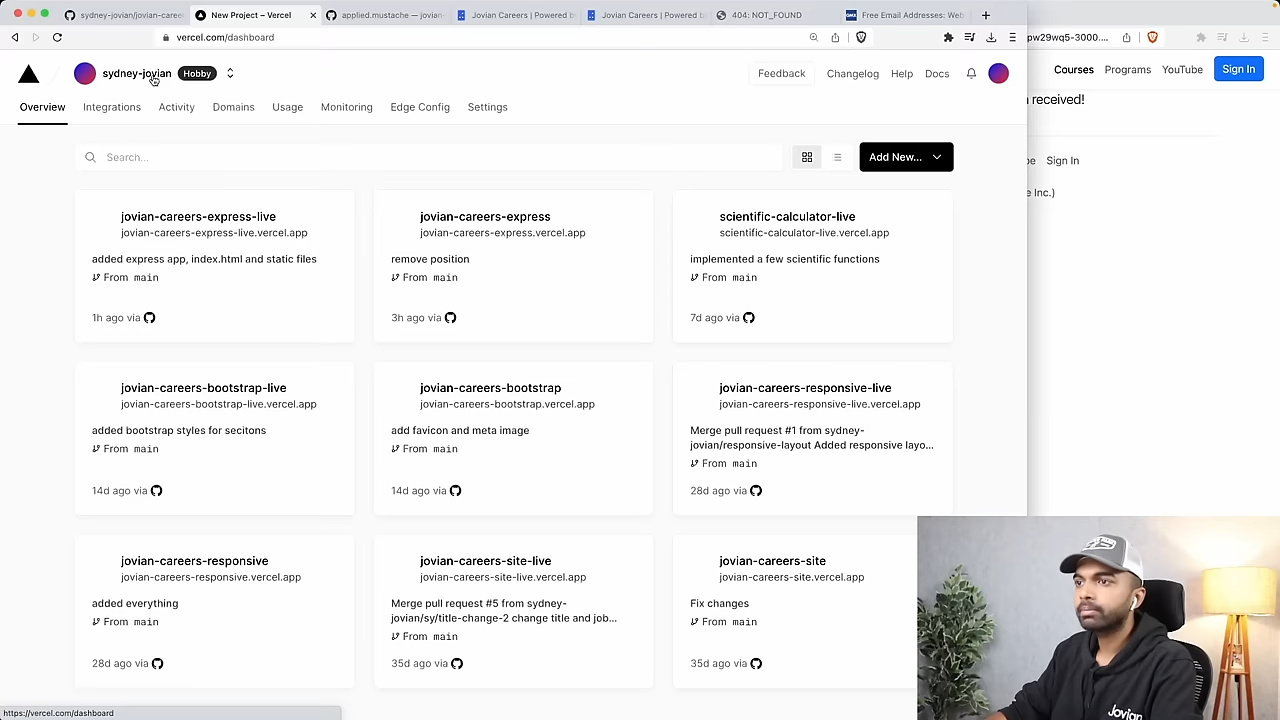 sydney-jovian/jovian-caree
New Project – Vercel
applied.mustache — jovian-
Jovian Careers | Powered b
Jovian Careers | Powered b
404: NOT_FOUND
Free Email Addresses: Web
vercel.com/dashboard
pw29wq5-3000....
sydney-jovian Hobby
Feedback Changelog Help Docs
Courses Programs YouTube Sign In
Overview Integrations Activity Domains Usage Monitoring Edge Config Settings
received!
Search...
Add New...
Sign In
e Inc.)
jovian-careers-express-live
jovian-careers-express-live.vercel.app
added express app, index.html and static files
From main
1h ago via
jovian-careers-express
jovian-careers-express.vercel.app
remove position
From main
3h ago via
scientific-calculator-live
scientific-calculator-live.vercel.app
implemented a few scientific functions
From main
7d ago via
jovian-careers-bootstrap-live
jovian-careers-bootstrap-live.vercel.app
added bootstrap styles for secitons
From main
14d ago via
jovian-careers-bootstrap
jovian-careers-bootstrap.vercel.app
add favicon and meta image
From main
14d ago via
jovian-careers-responsive-live
jovian-careers-responsive-live.vercel.app
Merge pull request #1 from sydney-
jovian/responsive-layout Added responsive layo...
From main
28d ago via
jovian-careers-responsive
jovian-careers-responsive.vercel.app
added everything
From main
28d ago via
jovian-careers-site-live
jovian-careers-site-live.vercel.app
Merge pull request #5 from sydney-
jovian/sy/title-change-2 change title and job...
From main
35d ago via
jovian-careers-site
jovian-careers-site.vercel.app
Fix changes
From main
35d ago via
Jovian
https://vercel.com/dashboard